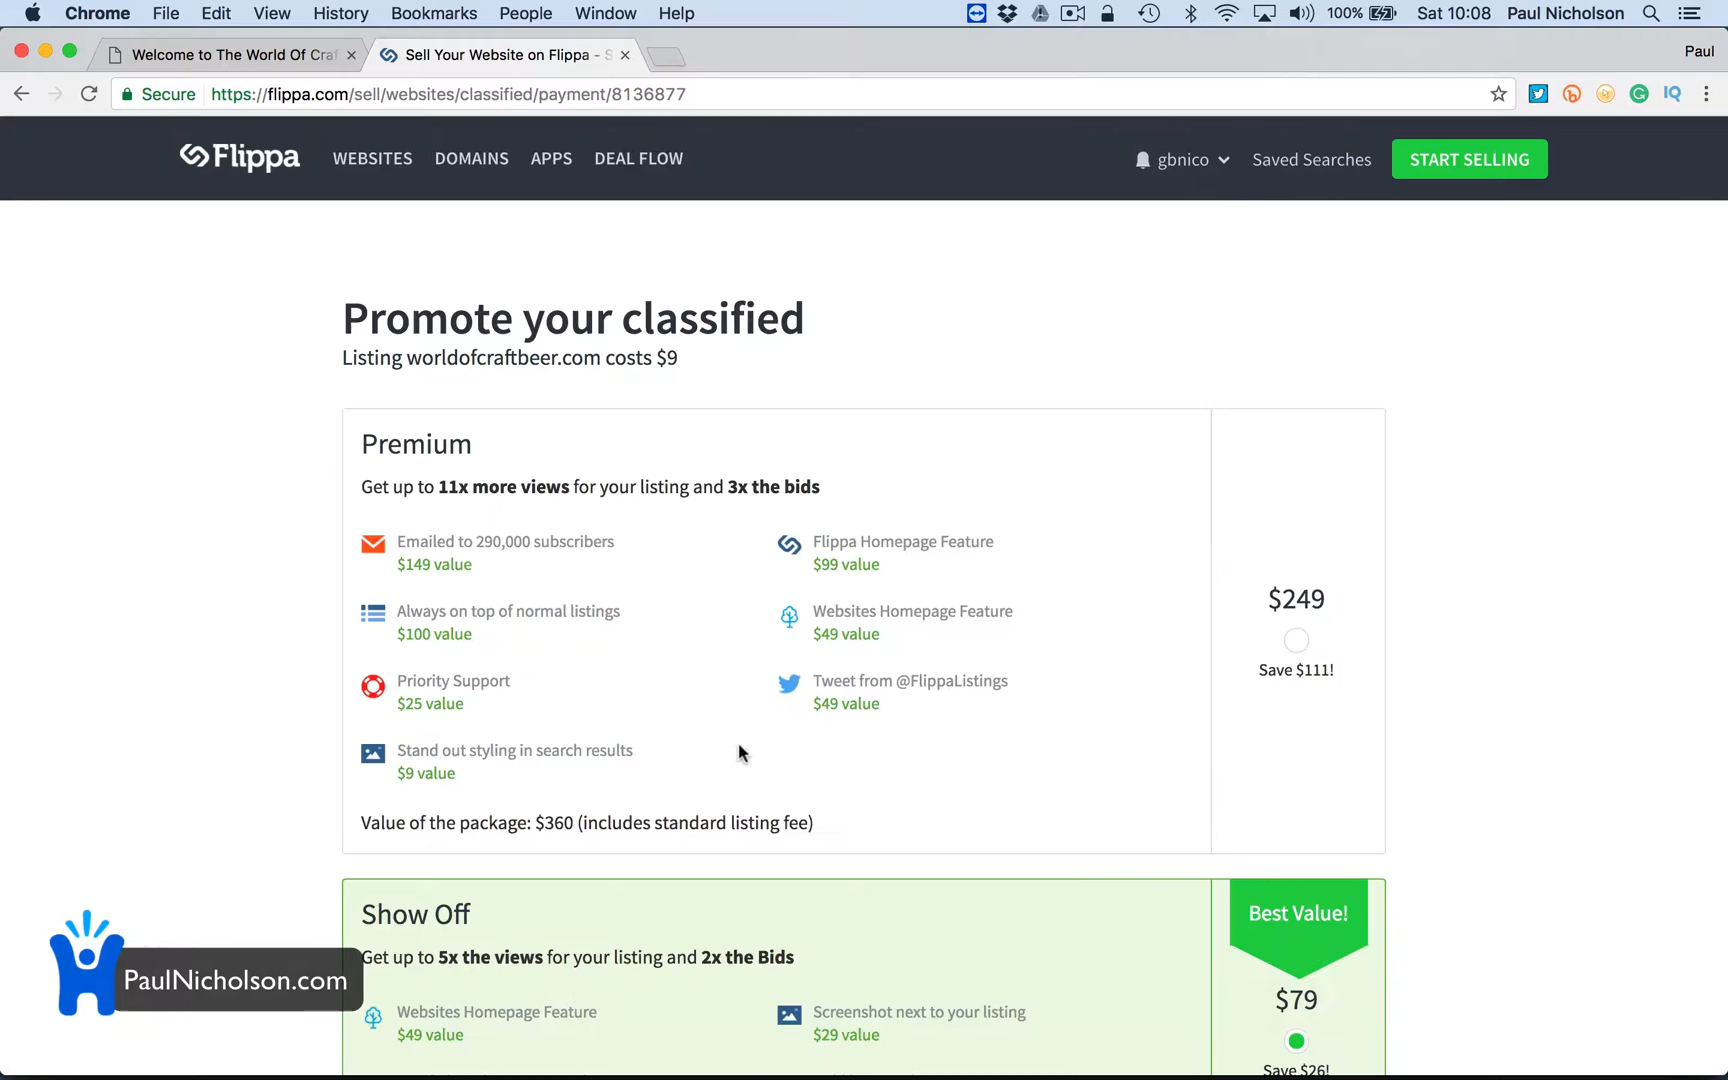 Chrome File Edit View History Bookmarks People Window Help 100% Sat 10:08 Paul Nicholson
Welcome to The World Of Craf Sell Your Website on Flippa - S Paul
Secure https://flippa.com/sell/websites/classified/payment/8136877
Flippa WEBSITES DOMAINS APPS DEAL FLOW gbnico Saved Searches START SELLING
Promote your classified
Listing worldofcraftbeer.com costs $9
Premium
Get up to 11x more views for your listing and 3x the bids
Emailed to 290,000 subscribers
$149 value
Flippa Homepage Feature
$99 value
Always on top of normal listings
$100 value
Websites Homepage Feature
$49 value
Priority Support
$25 value
Tweet from @FlippaListings
$49 value
Stand out styling in search results
$9 value
Value of the package: $360 (includes standard listing fee)
$249
Save $111!
Show Off
Get up to 5x the views for your listing and 2x the Bids
Websites Homepage Feature
$49 value
Screenshot next to your listing
$29 value
Best Value!
$79
Save $26!
PaulNicholson.com